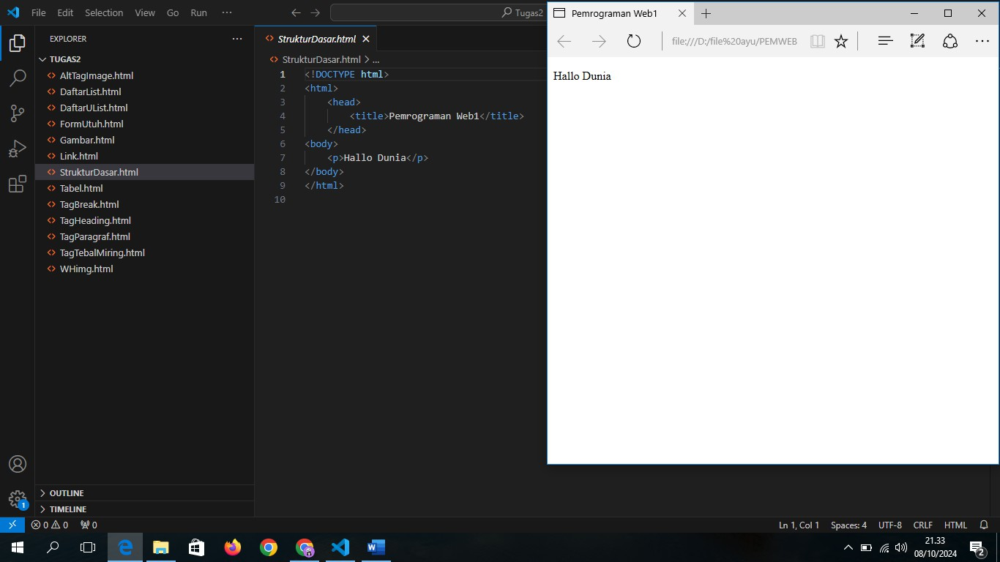 File Edit Selection View Go Run ···
Tugas2
EXPLORER
TUGAS2
AltTagImage.html
DaftarList.html
DaftarUList.html
FormUtuh.html
Gambar.html
Link.html
StrukturDasar.html
Tabel.html
TagBreak.html
TagHeading.html
TagParagraf.html
TagTebalMiring.html
WHimg.html
OUTLINE
TIMELINE
StrukturDasar.html
StrukturDasar.html > ...
1 <!DOCTYPE html>
2 <html>
3 <head>
4 <title>Pemrograman Web1</title>
5 </head>
6 <body>
7 <p>Hallo Dunia</p>
8 </body>
9 </html>
10
Pemrograman Web1
file:///D:/file%20ayu/PEMWEB
Hallo Dunia
1
0 0 0
Ln 1, Col 1 Spaces: 4 UTF-8 CRLF HTML
W
21.33
08/10/2024
2